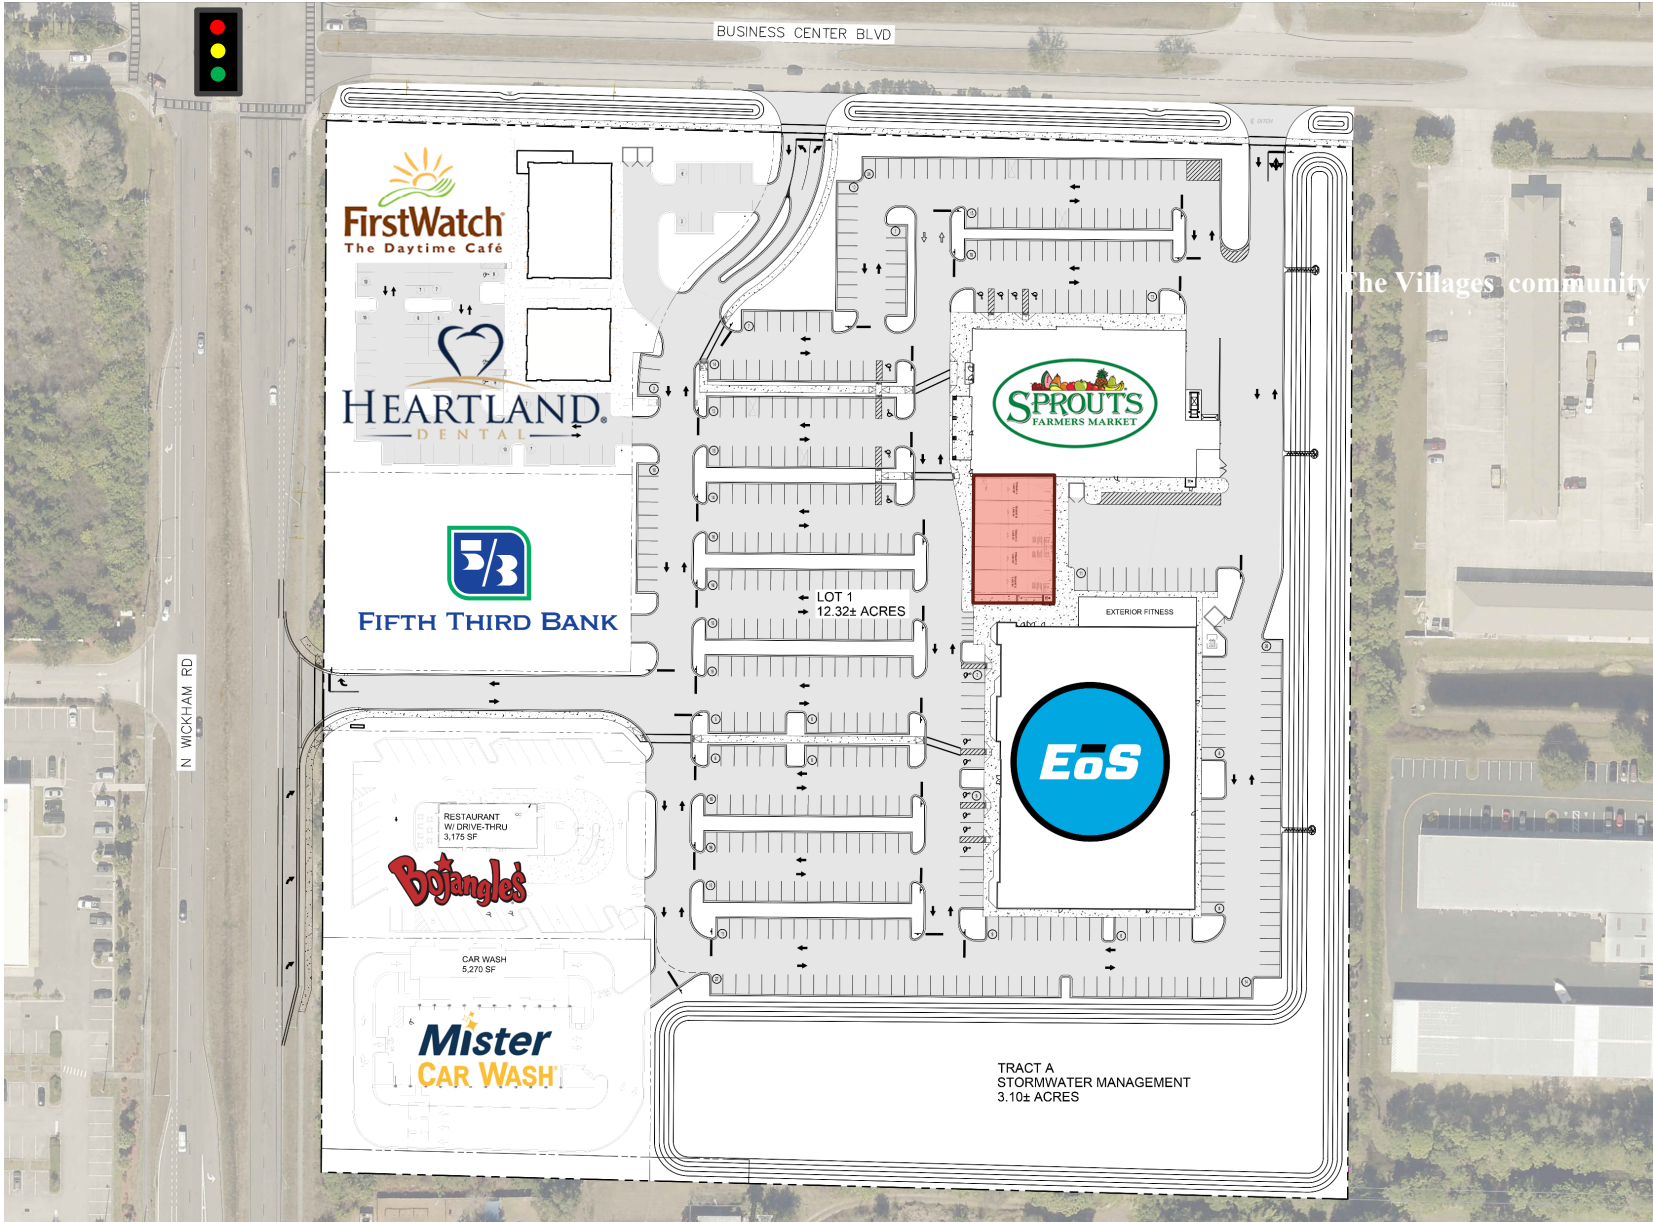 BUSINESS CENTER BLVD
FirstWatch
The Daytime Café
The Villages community
HEARTLAND®
DENTAL
SPROUTS
FARMERS MARKET
5/3
FIFTH THIRD BANK
LOT 1
12.32± ACRES
EXTERIOR FITNESS
N WICKHAM RD
EōS
RESTAURANT
W/ DRIVE-THRU
3,175 SF
Bojangles
CAR WASH
5,270 SF
Mister
CAR WASH
TRACT A
STORMWATER MANAGEMENT
3.10± ACRES